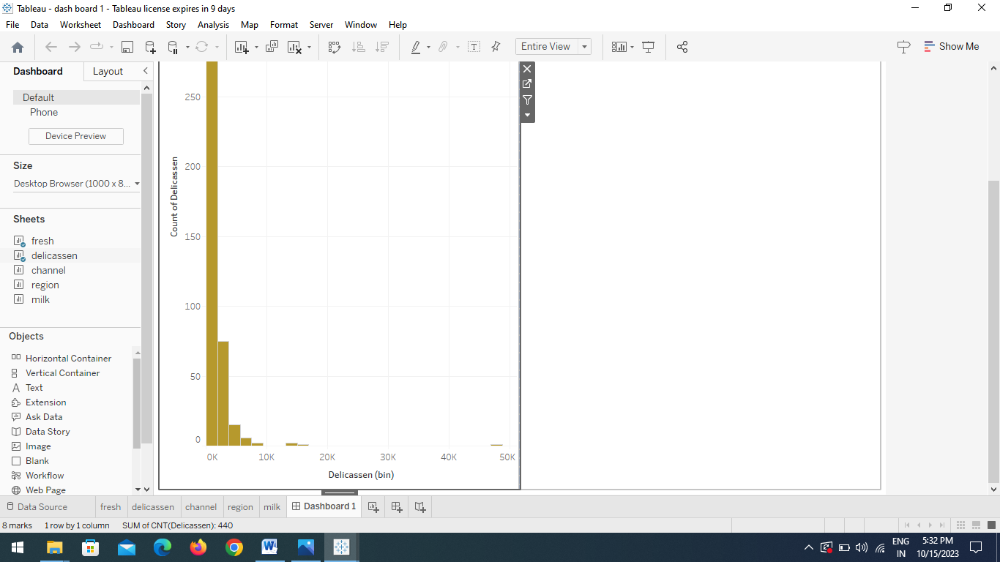 Tableau - dash board 1 - Tableau license expires in 9 days
File Data Worksheet Dashboard Story Analysis Map Format Server Window Help
Entire View
Show Me
Dashboard Layout
Default
Phone
Device Preview
Size
Desktop Browser (1000 x 8...
Sheets
fresh
delicassen
channel
region
milk
Objects
Horizontal Container
Vertical Container
Text
Extension
Ask Data
Data Story
Image
Blank
Workflow
Web Page
Count of Delicassen
250
200
150
100
50
0
0K 10K 20K 30K 40K 50K
Delicassen (bin)
Data Source fresh delicassen channel region milk Dashboard 1
8 marks 1 row by 1 column SUM of CNT(Delicassen): 440
ENG 5:32 PM
IN 10/15/2023